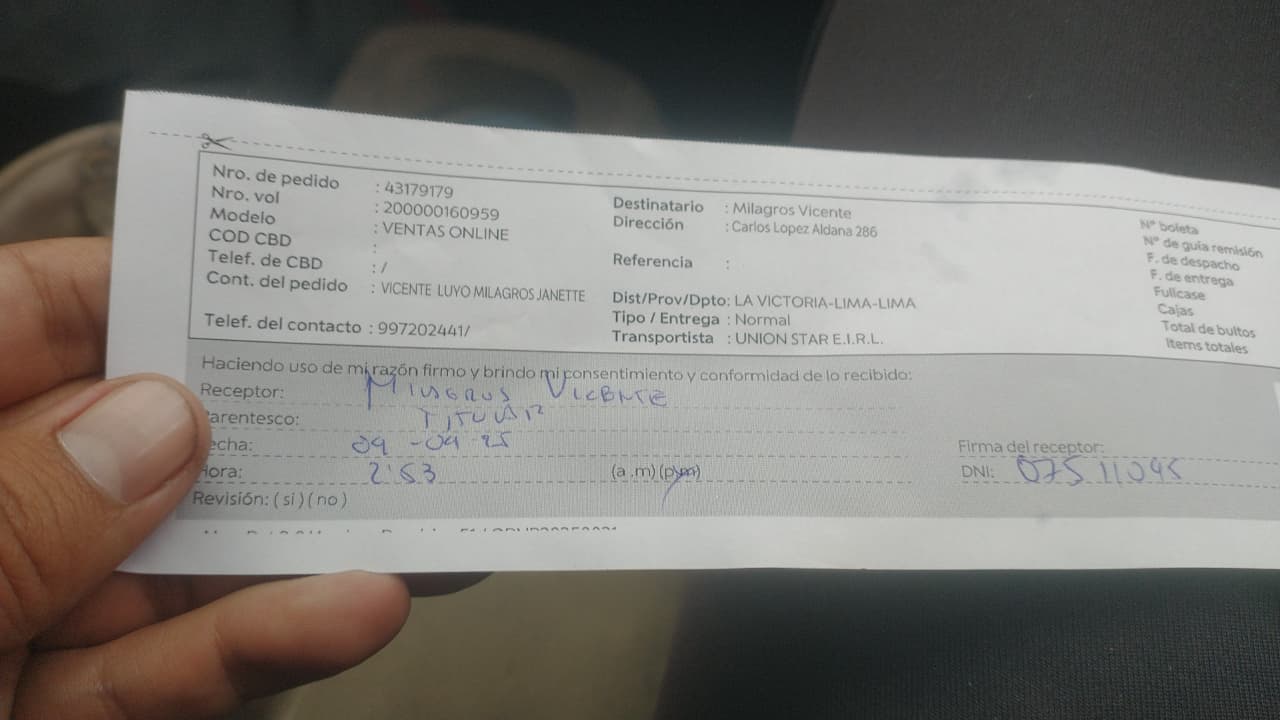 Nro. de pedido : 43179179
Nro. vol : 200000160959
Modelo : VENTAS ONLINE
COD CBD :
Telef. de CBD : /
Cont. del pedido : VICENTE LUYO MILAGROS JANETTE
Telef. del contacto : 997202441/
Destinatario : Milagros Vicente
Dirección : Carlos Lopez Aldana 286
Referencia :
Dist/Prov/Dpto: LA VICTORIA-LIMA-LIMA
Tipo / Entrega : Normal
Transportista : UNION STAR E.I.R.L.
N° boleta
N° de guía remisión
F. de despacho
F. de entrega
Fullcase
Cajas
Total de bultos
Items totales
Haciendo uso de mi razón firmo y brindo mi consentimiento y conformidad de lo recibido:
Receptor: MILAGROS VICENTE
arentesco: TITULAR
echa: 09-04 25
Hora: 2:53 (a.m)(p.m)
Revisión: ( si ) ( no )
Firma del receptor:
DNI: 07511095